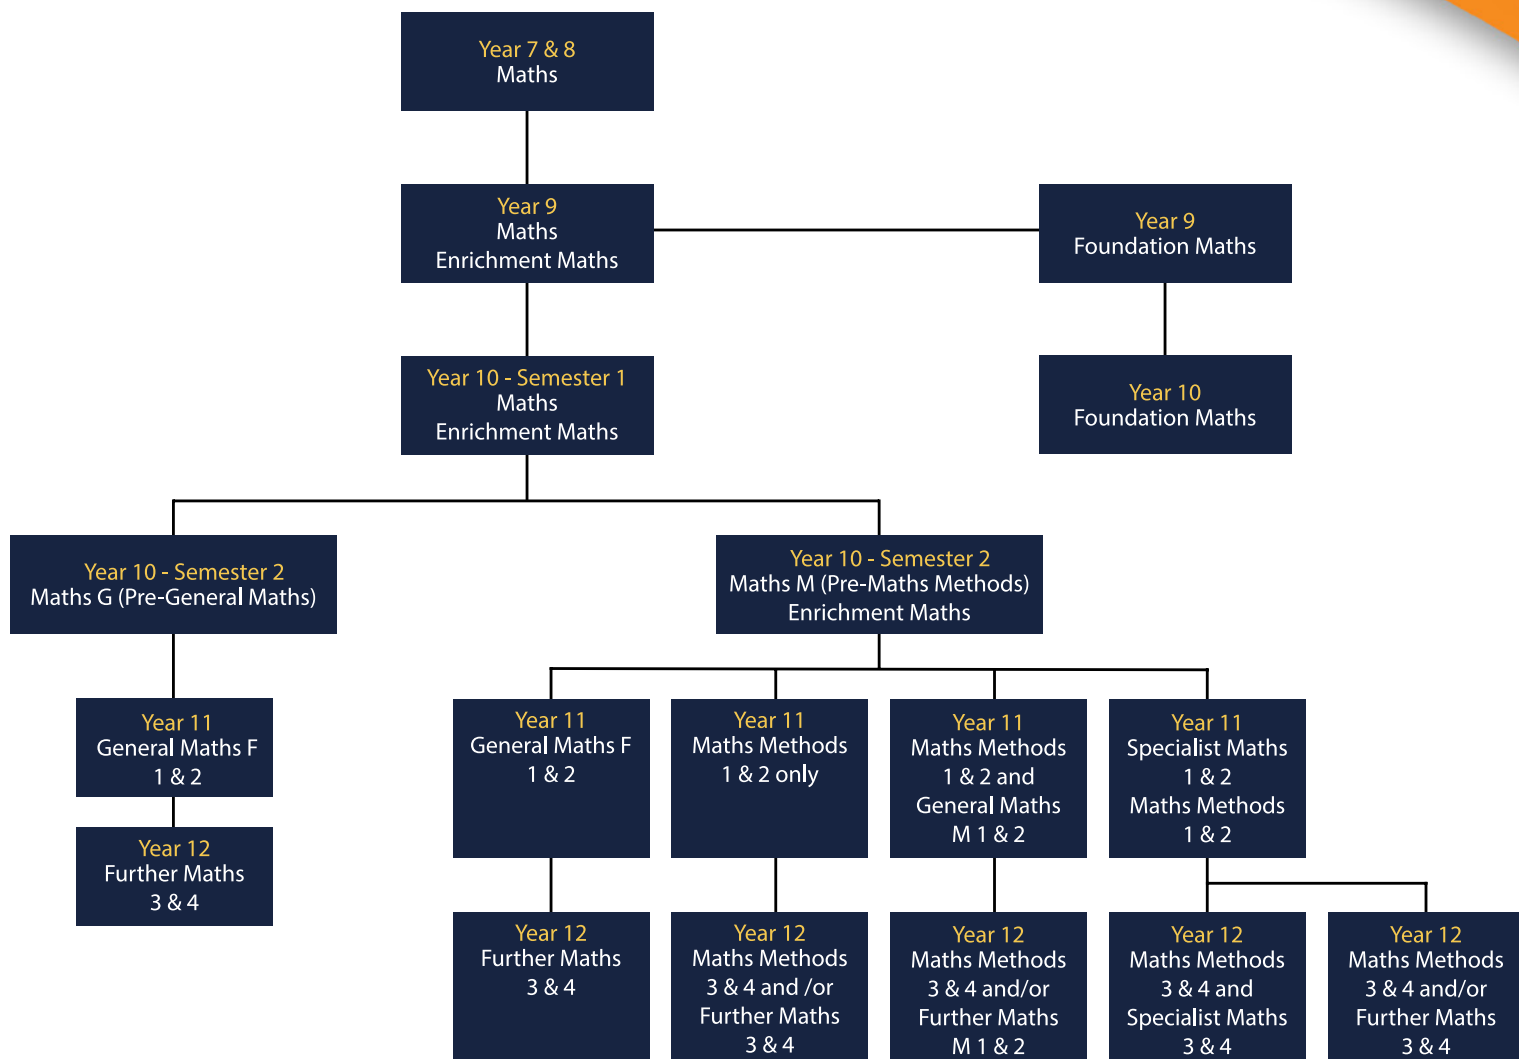 Year 7 & 8
Maths
Year 9
Maths
Enrichment Maths
Year 9
Foundation Maths
Year 10 - Semester 1
Maths
Enrichment Maths
Year 10
Foundation Maths
Year 10 - Semester 2
Maths G (Pre-General Maths)
Year 10 - Semester 2
Maths M (Pre-Maths Methods)
Enrichment Maths
Year 11
General Maths F
1 & 2
Year 12
Further Maths
3 & 4
Year 11
General Maths F
1 & 2
Year 11
Maths Methods
1 & 2 only
Year 11
Maths Methods
1 & 2 and
General Maths
M 1 & 2
Year 11
Specialist Maths
1 & 2
Maths Methods
1 & 2
Year 12
Further Maths
3 & 4
Year 12
Maths Methods
3 & 4 and /or
Further Maths
3 & 4
Year 12
Maths Methods
3 & 4 and/or
Further Maths
M 1 & 2
Year 12
Maths Methods
3 & 4 and
Specialist Maths
3 & 4
Year 12
Maths Methods
3 & 4 and/or
Further Maths
3 & 4